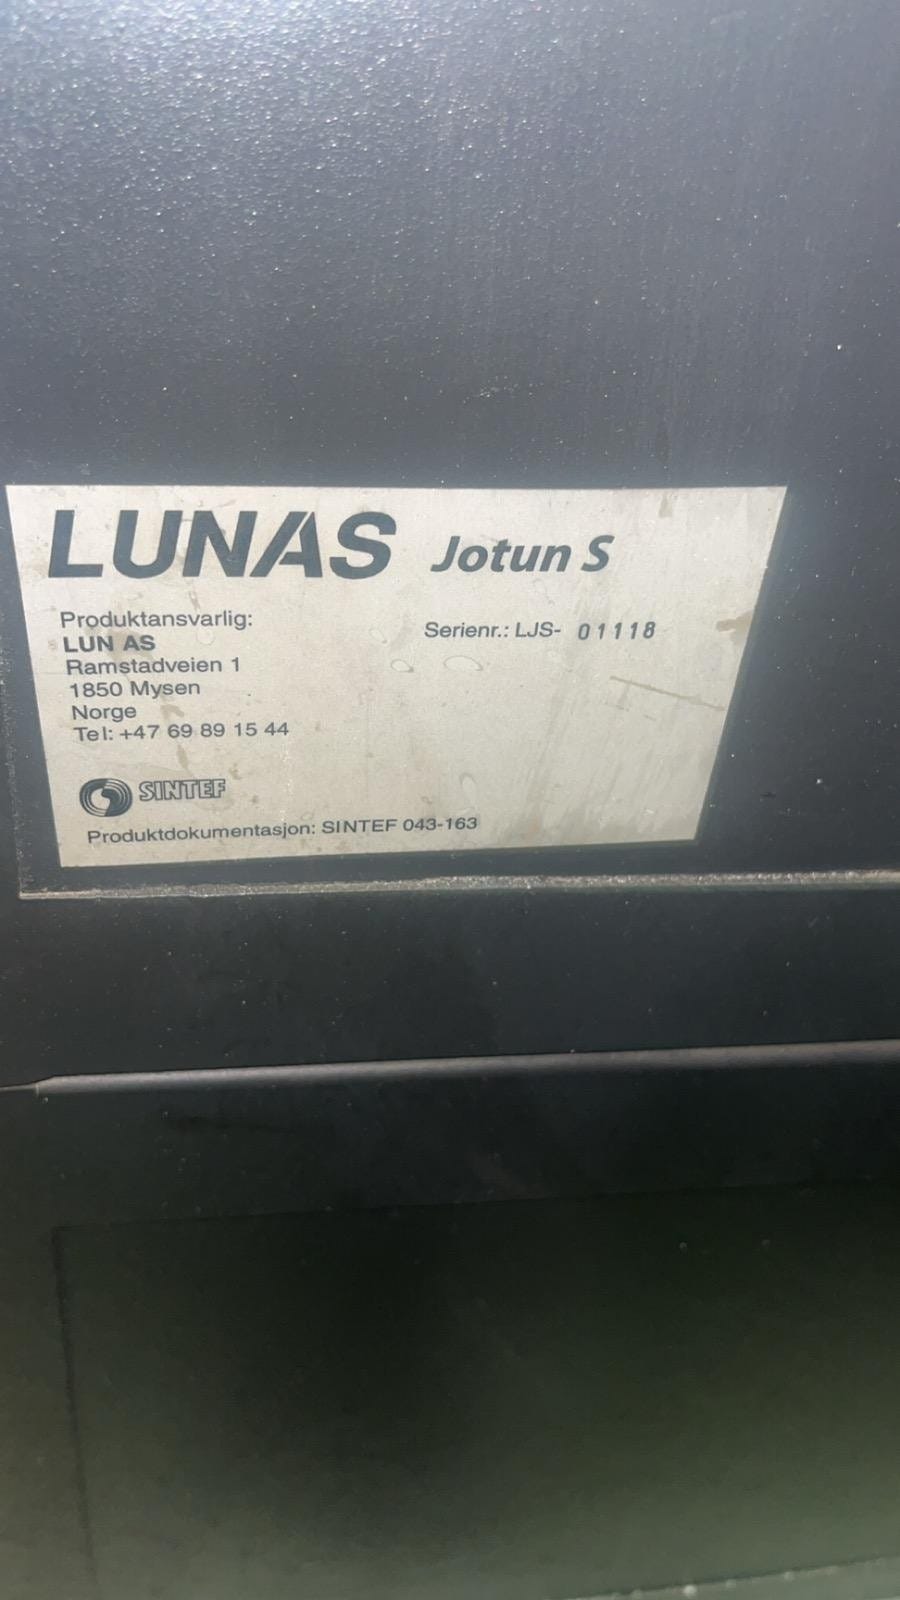 LUNAS Jotun S
Produktansvarlig:
LUN AS
Ramstadveien 1
1850 Mysen
Norge
Tel: +47 69 89 15 44
Serienr.: LJS- 01118
SINTEF
Produktdokumentasjon: SINTEF 043-163